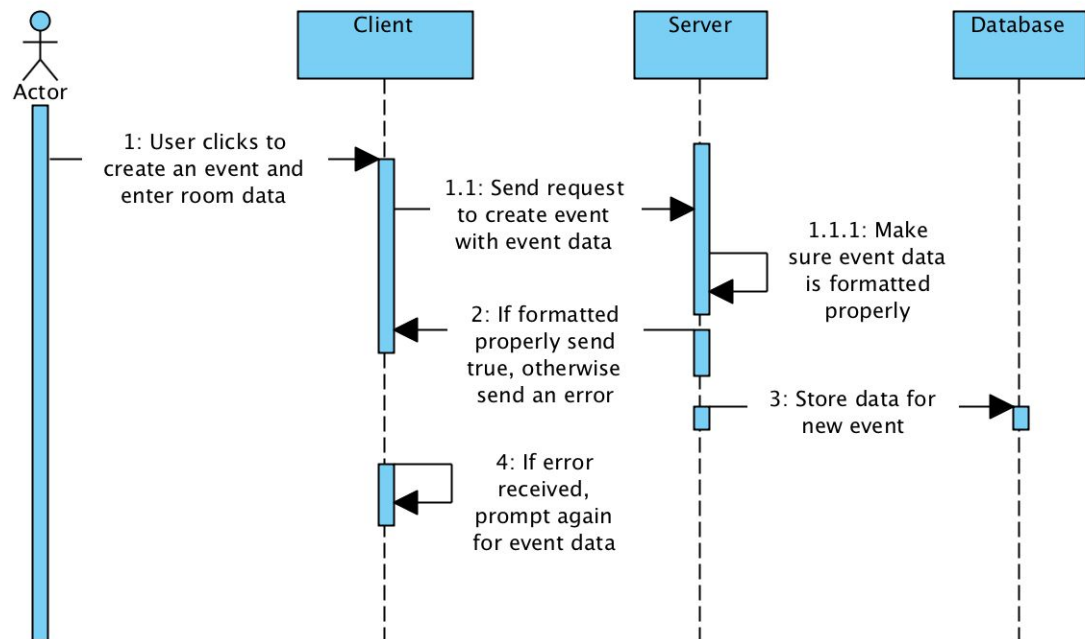 Client
Server
Database
Actor
1: User clicks to
create an event and
enter room data
1.1: Send request
to create event
with event data
1.1.1: Make
sure event data
is formatted
properly
2: If formatted
properly send
true, otherwise
send an error
3: Store data for
new event
4: If error
received,
prompt again
for event data